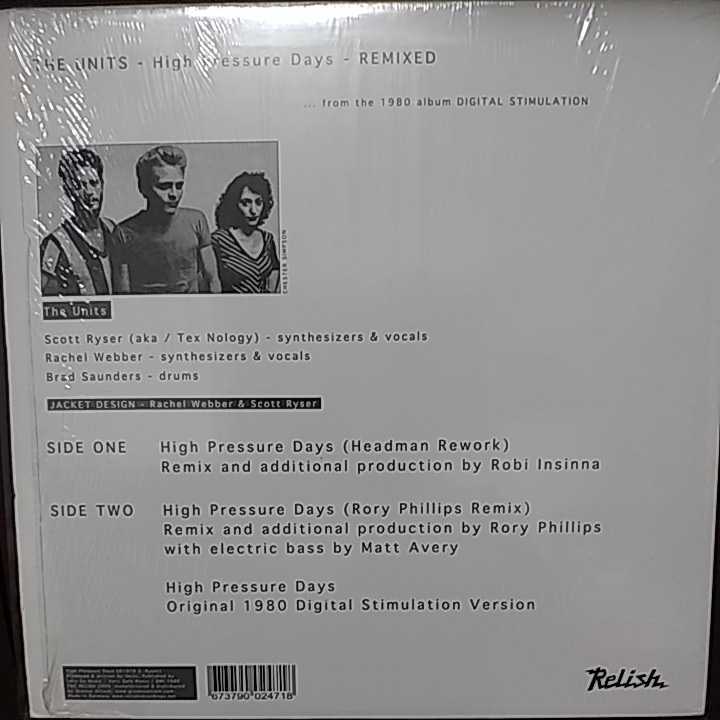 THE UNITS - High Pressure Days - REMIXED
... from the 1980 album DIGITAL STIMULATION
CHESTER SIMPSON
The Units
Scott Ryser (aka / Tex Nology) - synthesizers & vocals
Rachel Webber - synthesizers & vocals
Brad Saunders - drums
JACKET DESIGN - Rachel Webber & Scott Ryser
SIDE ONE High Pressure Days (Headman Rework)
Remix and additional production by Robi Insinna
SIDE TWO High Pressure Days (Rory Phillips Remix)
Remix and additional production by Rory Phillips
with electric bass by Matt Avery
High Pressure Days
Original 1980 Digital Stimulation Version
673790 024718
Relish